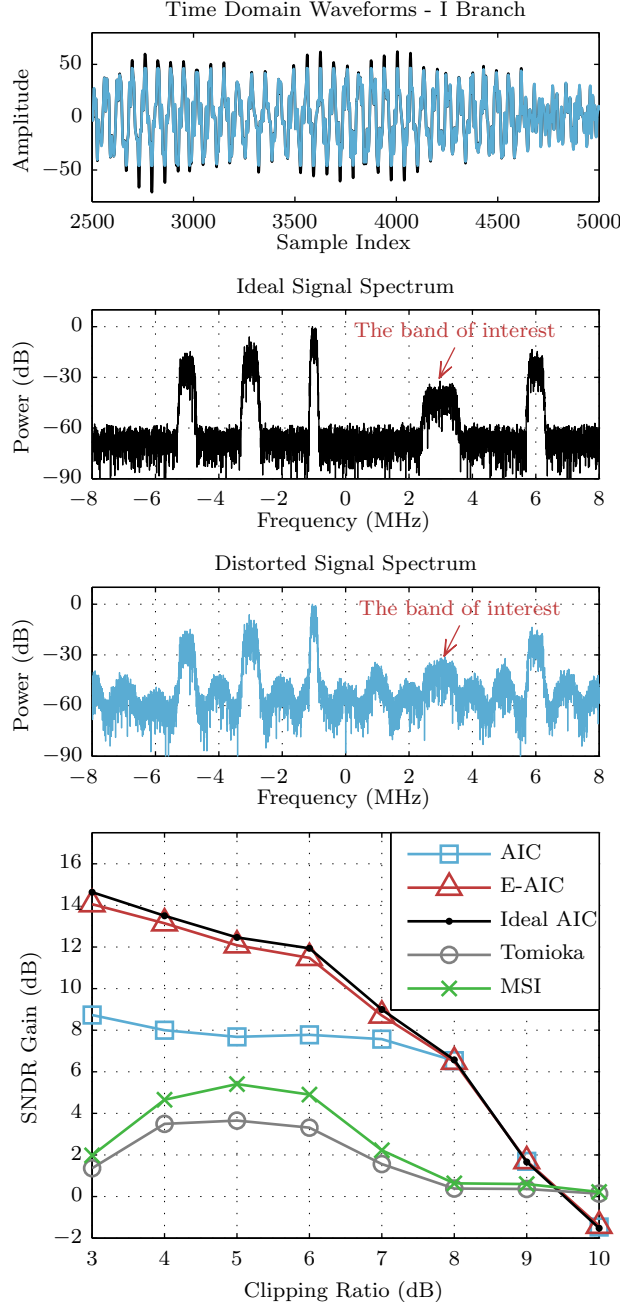 Time Domain Waveforms - I Branch
Amplitude
50
0
−50
2500 3000 3500 4000 4500 5000
Sample Index
Ideal Signal Spectrum
Power (dB)
0
−30
−60
−90
The band of interest
−8 −6 −4 −2 0 2 4 6 8
Frequency (MHz)
Distorted Signal Spectrum
Power (dB)
0
−30
−60
−90
The band of interest
−8 −6 −4 −2 0 2 4 6 8
Frequency (MHz)
SNDR Gain (dB)
16
14
12
10
8
6
4
2
0
−2
AIC
E-AIC
Ideal AIC
Tomioka
MSI
3 4 5 6 7 8 9 10
Clipping Ratio (dB)